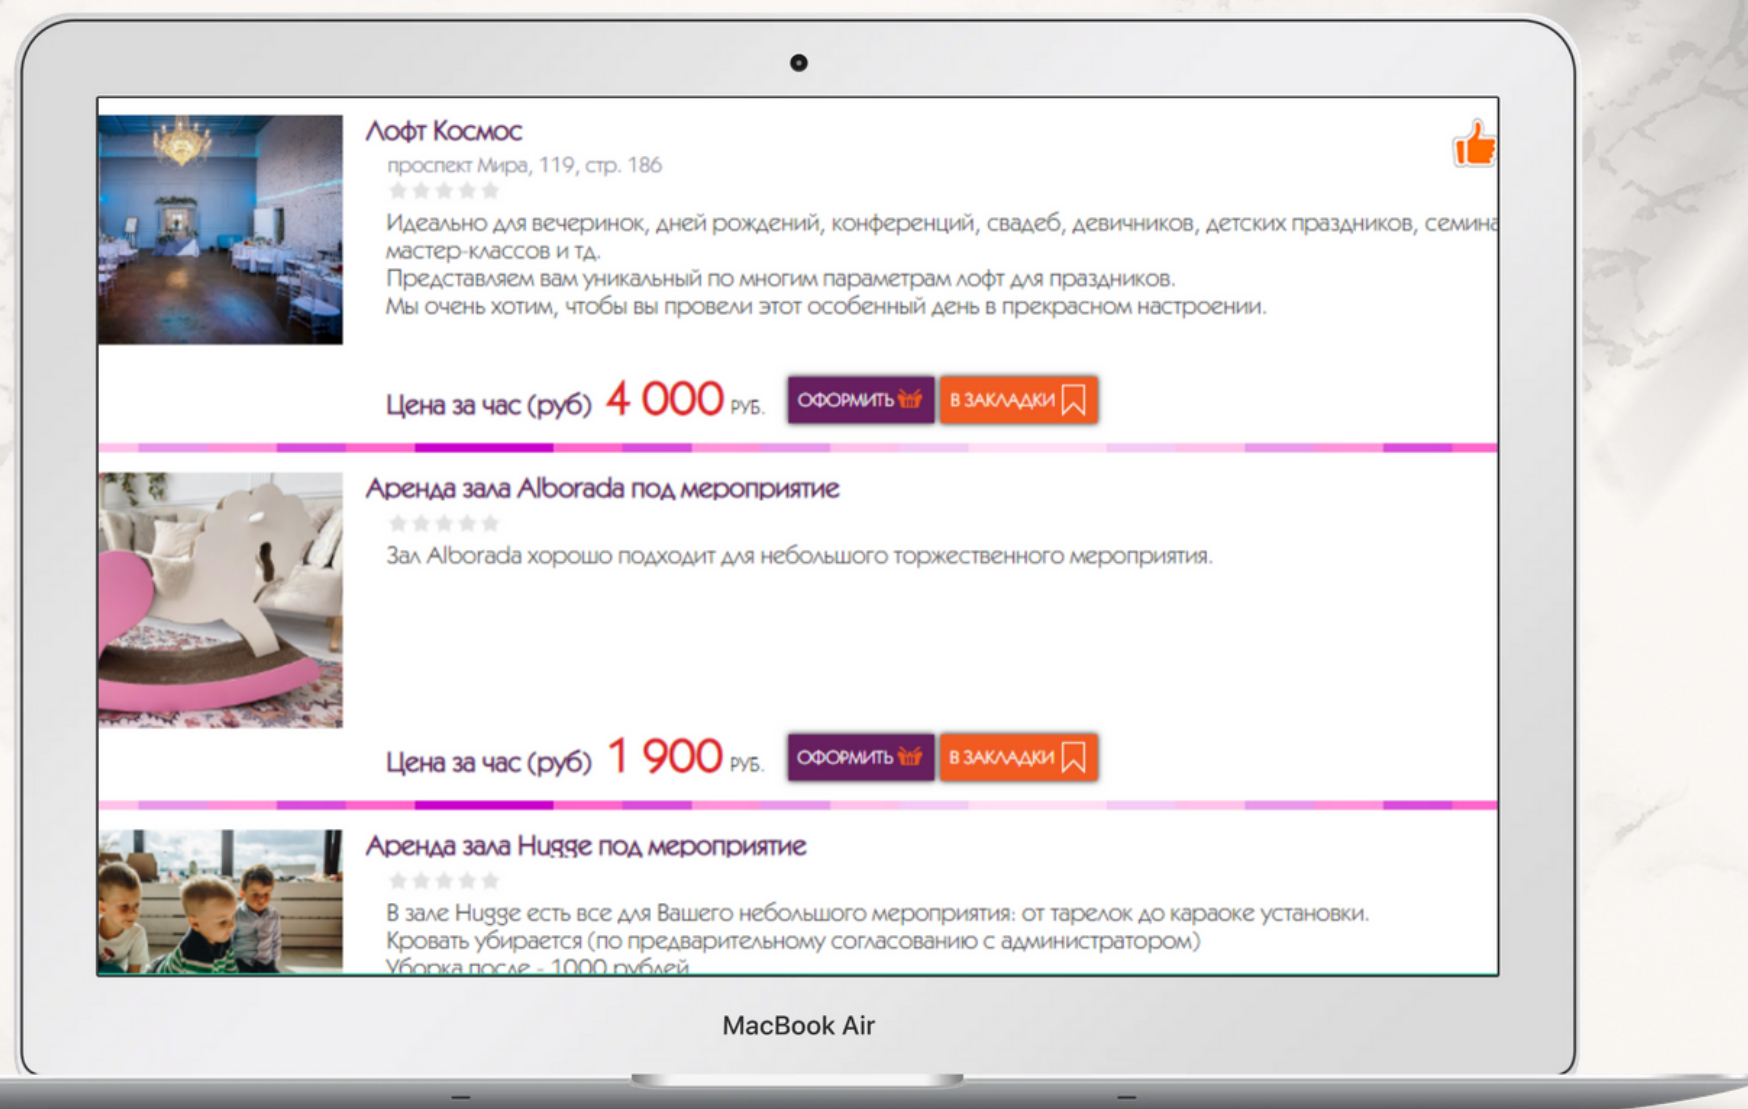 Лофт Космос
проспект Мира, 119, стр. 186
Идеально для вечеринок, дней рождений, конференций, свадеб, девичников, детских праздников, семина
мастер-классов и тд.
Представляем вам уникальный по многим параметрам лофт для праздников.
Мы очень хотим, чтобы вы провели этот особенный день в прекрасном настроении.
Цена за час (руб) 4 000 РУБ. ОФОРМИТЬ В ЗАКЛАДКИ
Аренда зала Alborada под мероприятие
Зал Alborada хорошо подходит для небольшого торжественного мероприятия.
Цена за час (руб) 1 900 РУБ. ОФОРМИТЬ В ЗАКЛАДКИ
Аренда зала Hugge под мероприятие
В зале Hugge есть все для Вашего небольшого мероприятия: от тарелок до караоке установки.
Кровать убирается (по предварительному согласованию с администратором)
Уборка после - 1000 рублей
MacBook Air